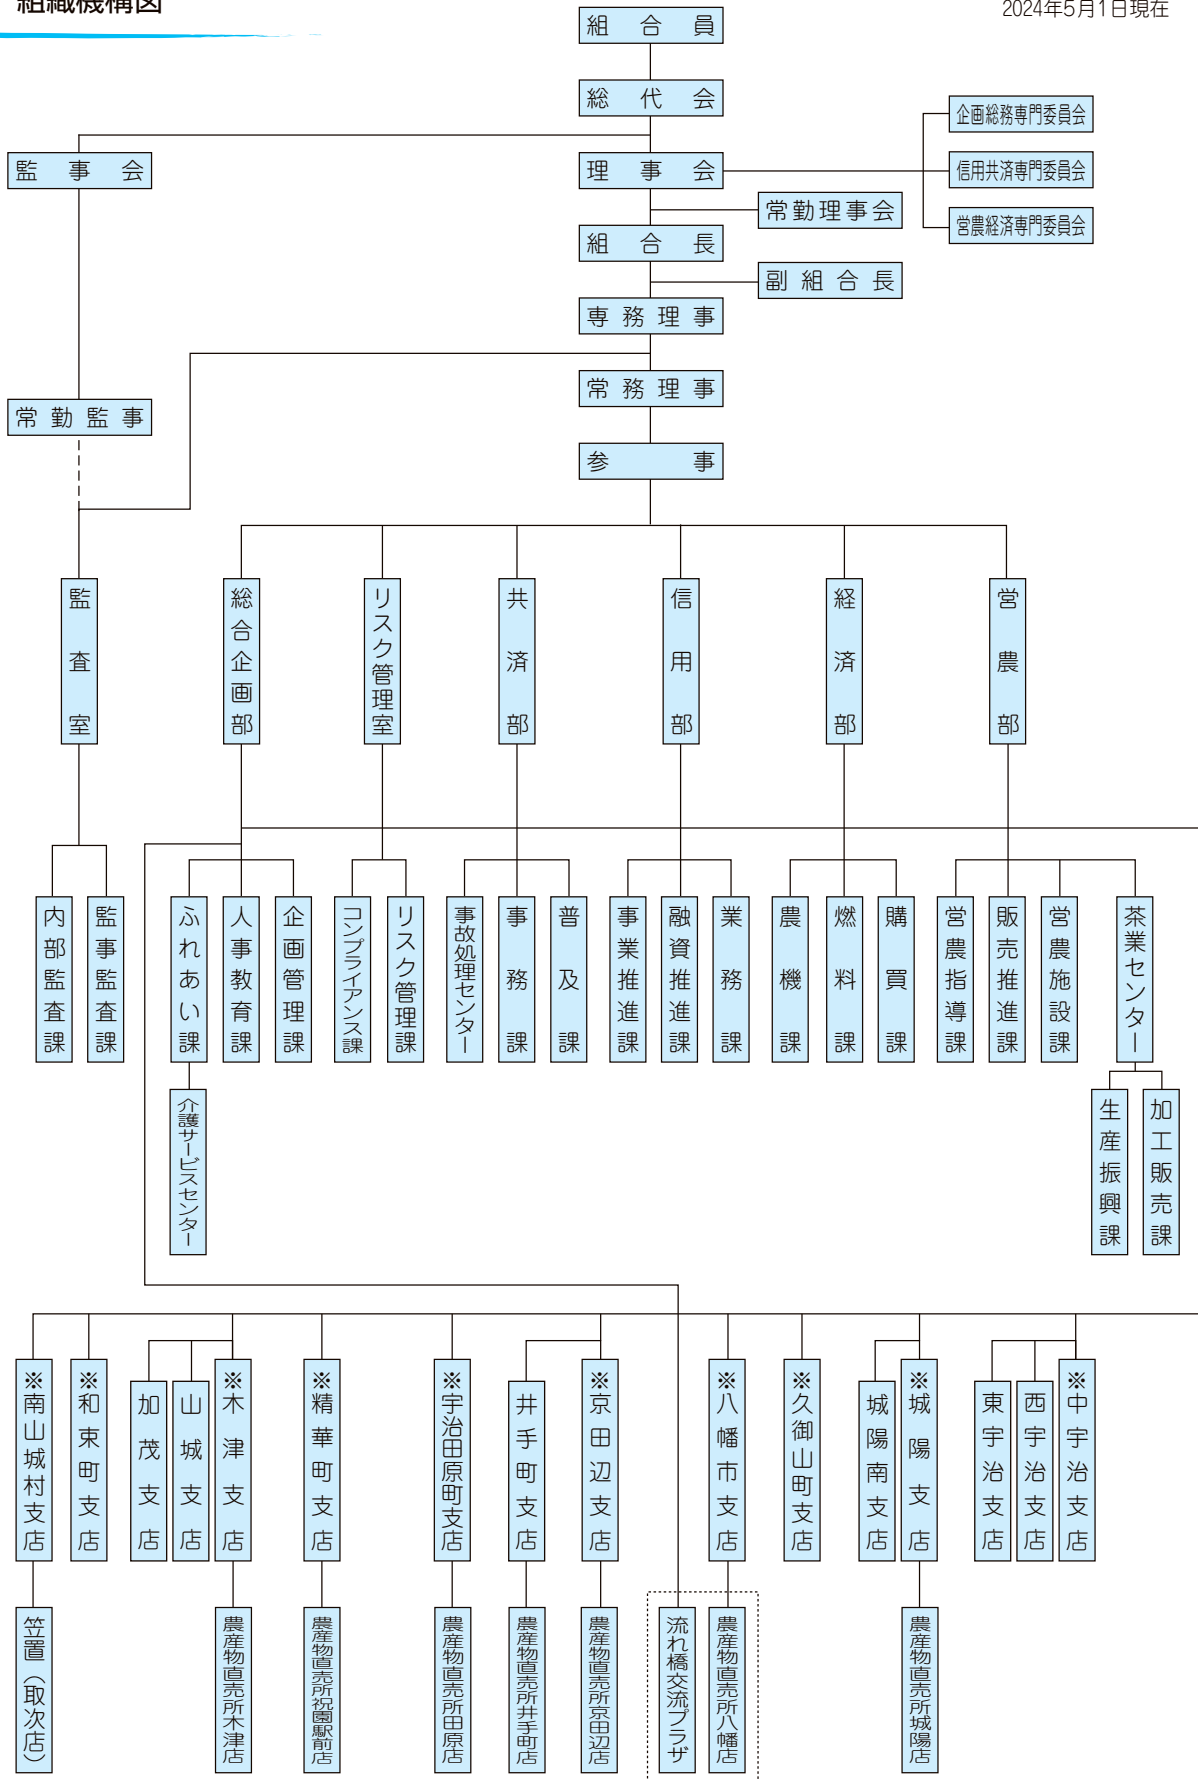 組織機構図
2024年5月1日現在
組合員
総代会
企画総務専門委員会
監事会
理事会
信用共済専門委員会
常勤理事会
営農経済専門委員会
組合長
副組合長
専務理事
常務理事
常勤監事
参事
監査室
総合企画部
リスク管理室
共済部
信用部
経済部
営農部
内部監査課
監事監査課
ふれあい課
人事教育課
企画管理課
コンプライアンス課
リスク管理課
事故処理センター
事務課
普及課
事業推進課
融資推進課
業務課
農機課
燃料課
購買課
営農指導課
販売推進課
営農施設課
茶業センター
介護サービスセンター
生産振興課
加工販売課
※南山城村支店
※和束町支店
加茂支店
山城支店
※木津支店
※精華町支店
※宇治田原町支店
井手町支店
※京田辺支店
※八幡市支店
※久御山町支店
城陽南支店
※城陽支店
東宇治支店
西宇治支店
※中宇治支店
笠置（取次店）
農産物直売所木津店
農産物直売所祝園駅前店
農産物直売所田原店
農産物直売所井手町店
農産物直売所京田辺店
流れ橋交流プラザ
農産物直売所八幡店
農産物直売所城陽店